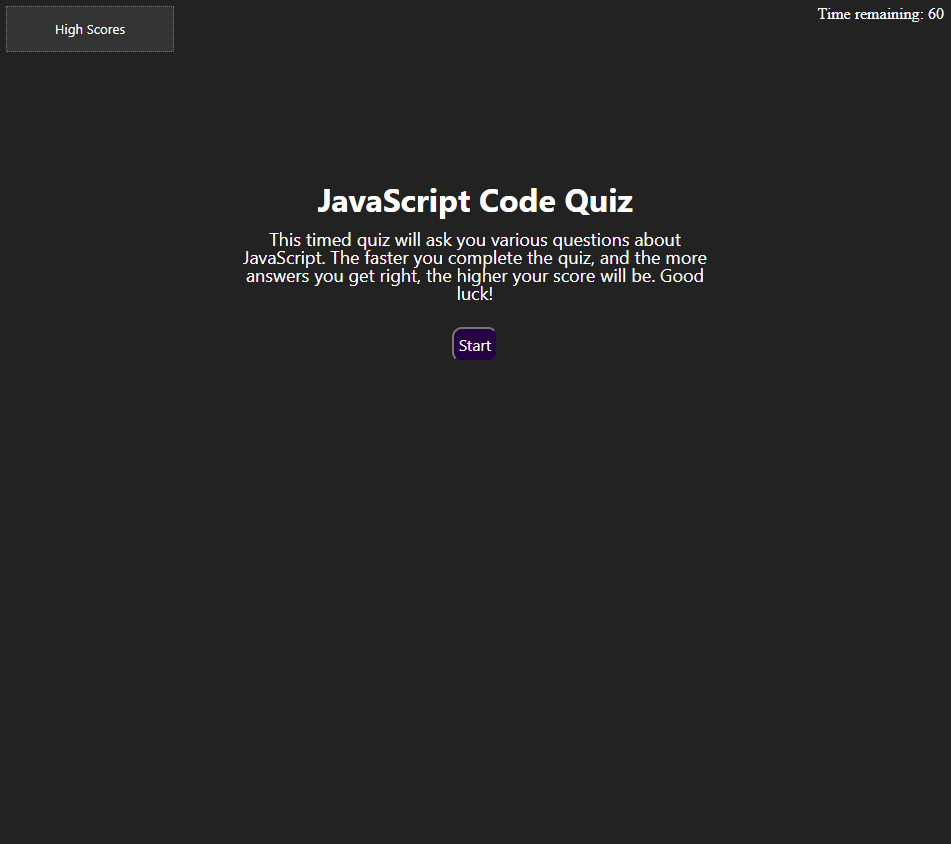 High Scores
Time remaining: 60
JavaScript Code Quiz
This timed quiz will ask you various questions about
JavaScript. The faster you complete the quiz, and the more
answers you get right, the higher your score will be. Good
luck!
Start